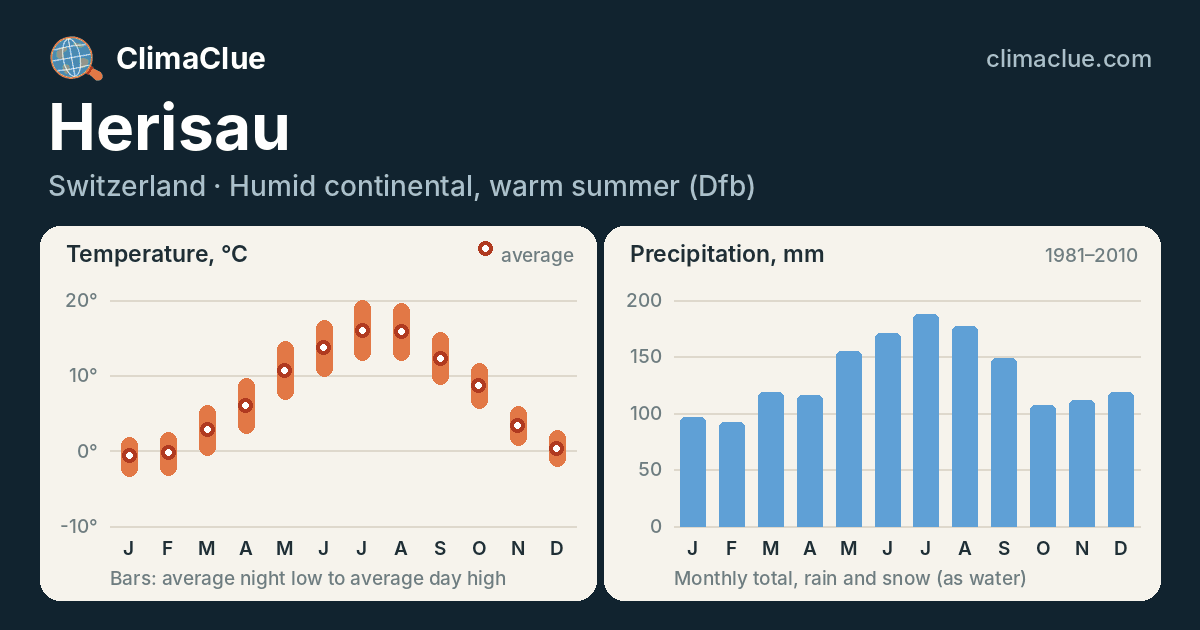 ClimaClue
climaclue.com
Herisau
Switzerland · Humid continental, warm summer (Dfb)
Temperature, °C
average
20°
10°
0°
-10°
J F M A M J J A S O N D
Bars: average night low to average day high
Precipitation, mm
1981–2010
200
150
100
50
0
J F M A M J J A S O N D
Monthly total, rain and snow (as water)